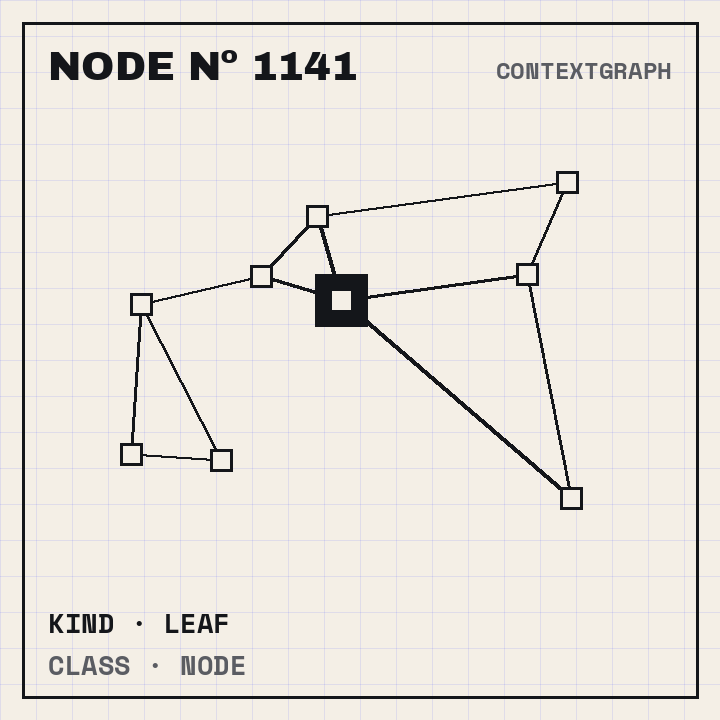 NODE Nº 1141
CONTEXTGRAPH
KIND · LEAF
CLASS · NODE